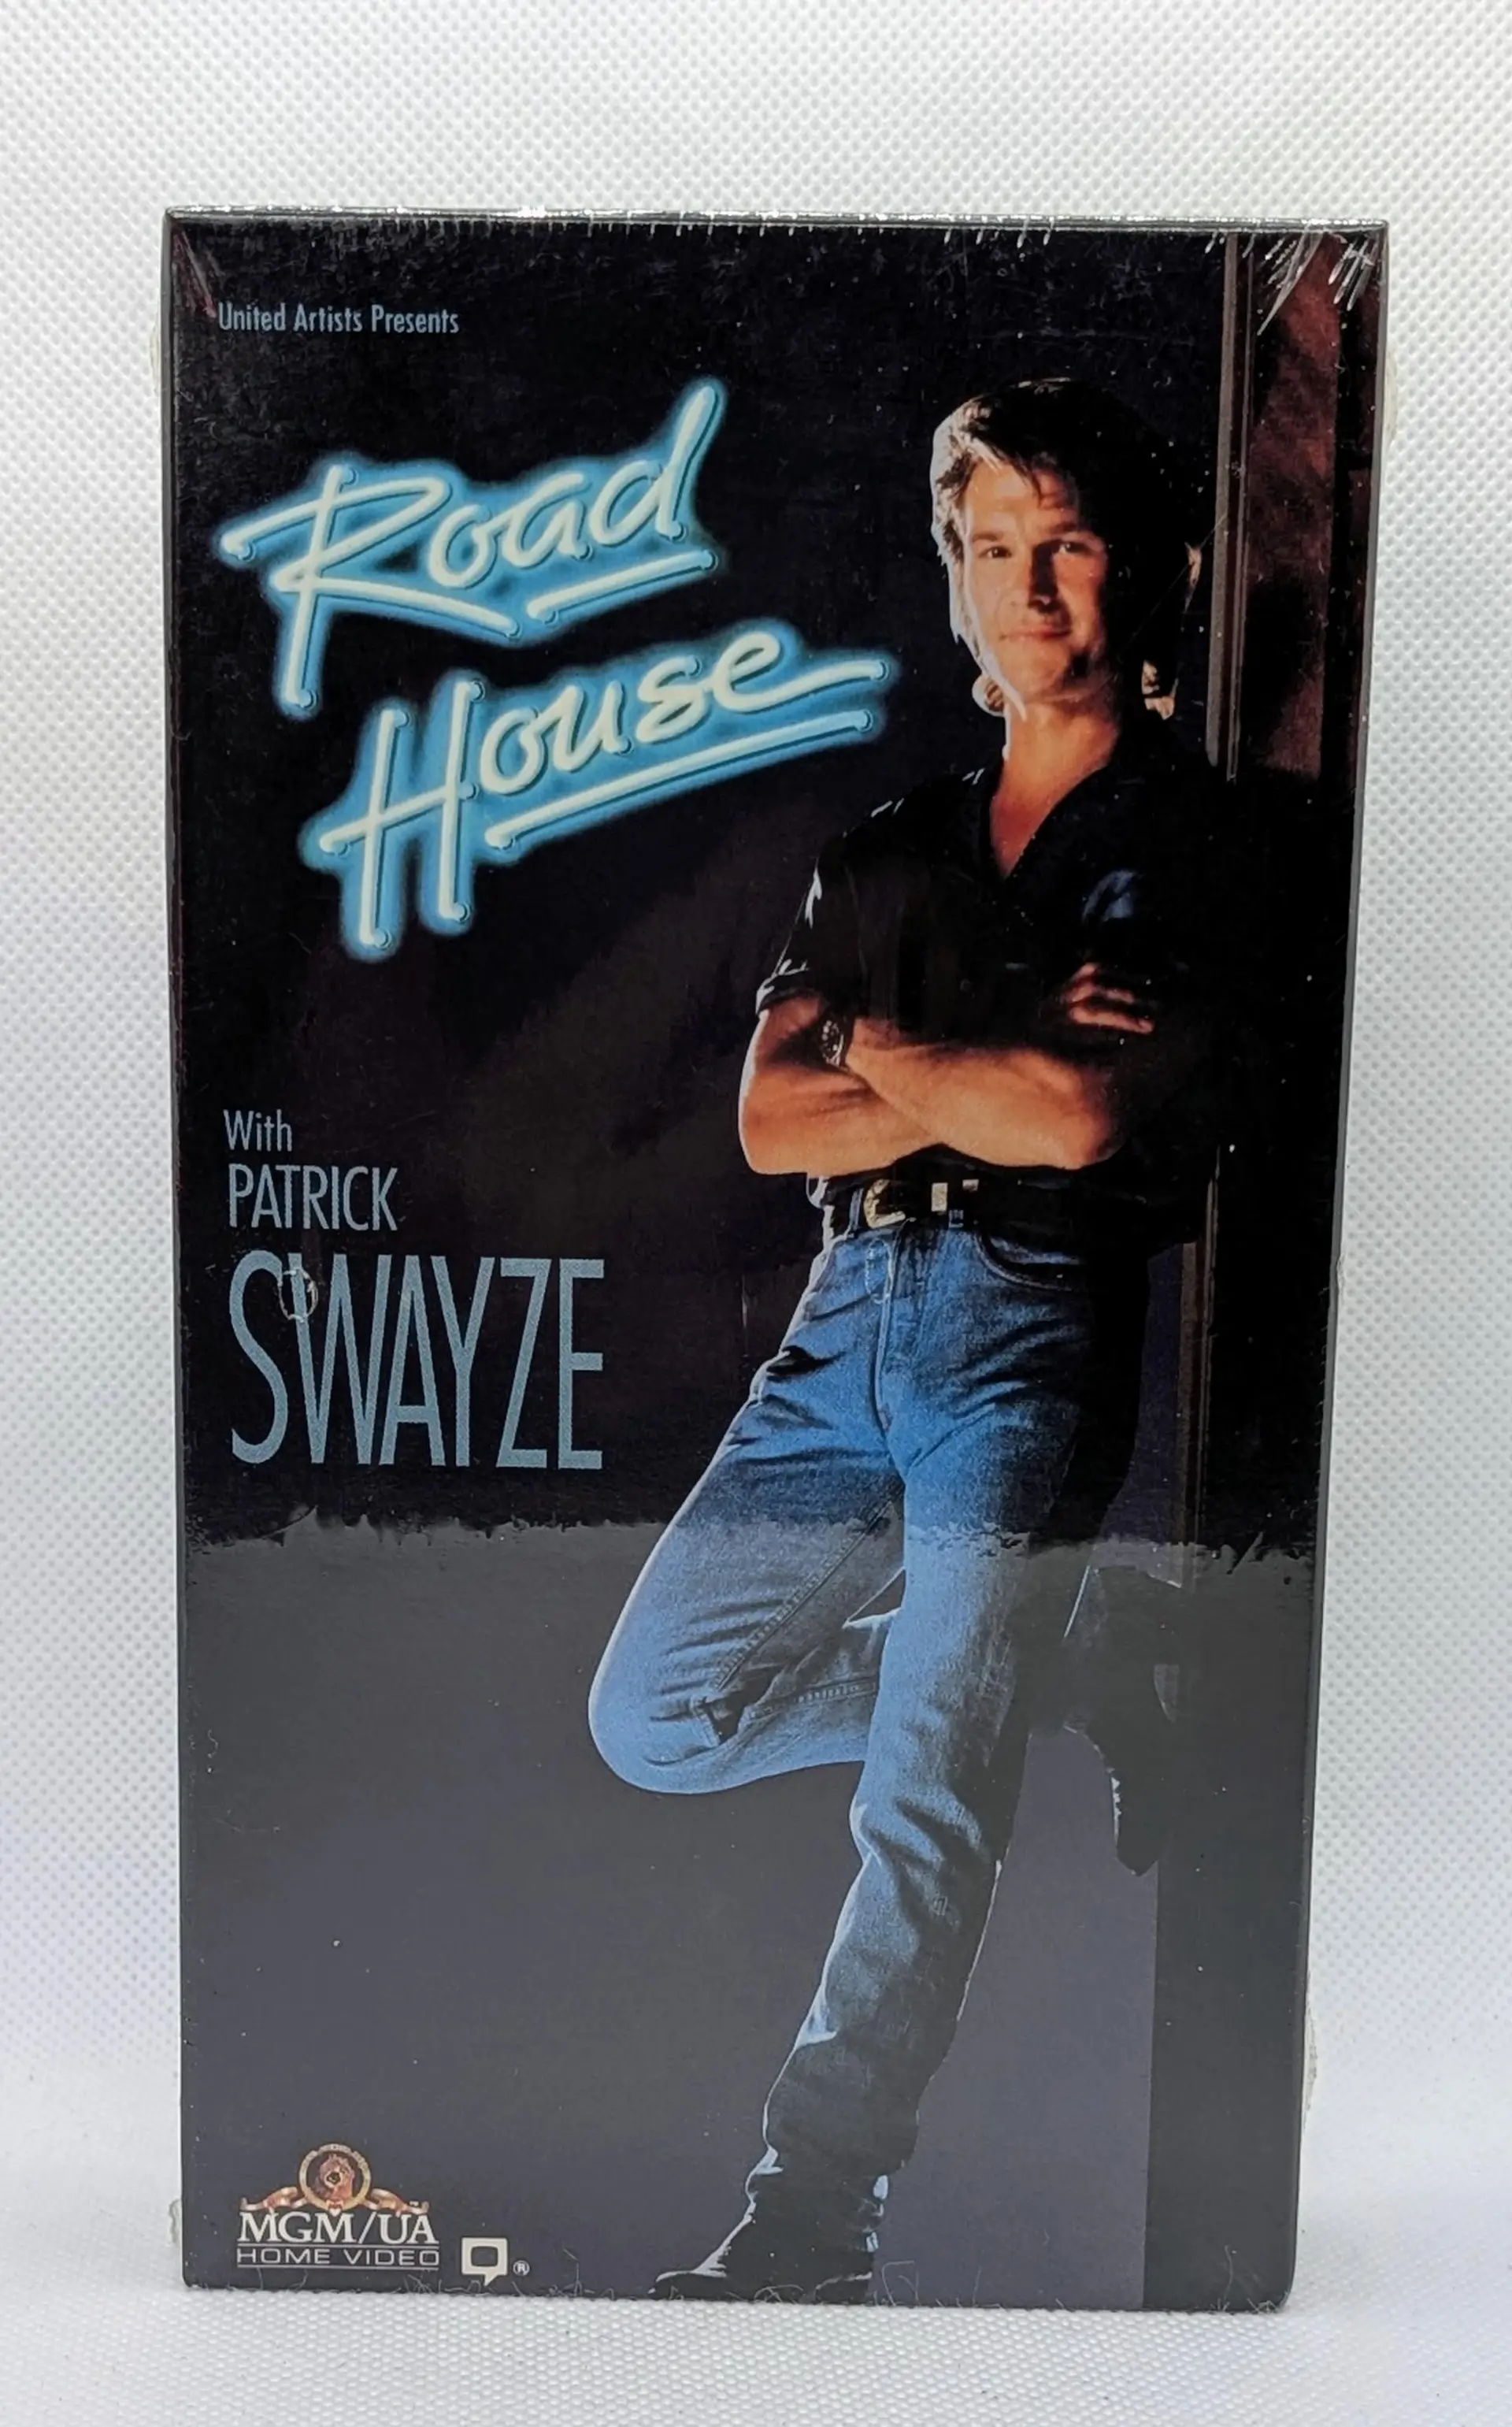 United Artists Presents
Road
House
With
PATRICK
SWAYZE
MGM/UA
HOME VIDEO
®